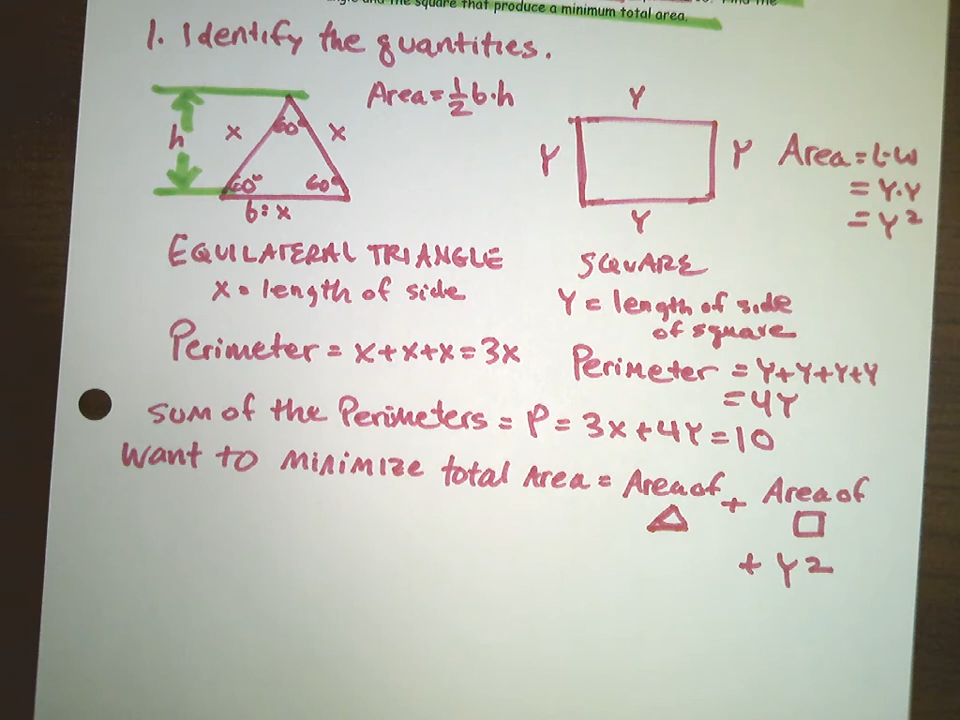 angle and the square that produce a minimum total area. Find the
1. Identify the quantities.
Area = ½ b·h
h
x
x
60°
60°
60°
b = x
Y
Y
Y
Y
Area = L·W
= Y·Y
= Y²
EQUILATERAL TRIANGLE
x = length of side
Perimeter = x+x+x = 3x
SQUARE
Y = length of side
of square
Perimeter = Y+Y+Y+Y
= 4Y
Sum of the Perimeters = P = 3x + 4Y = 10
Want to minimize total area = Area of + Area of
+ Y²